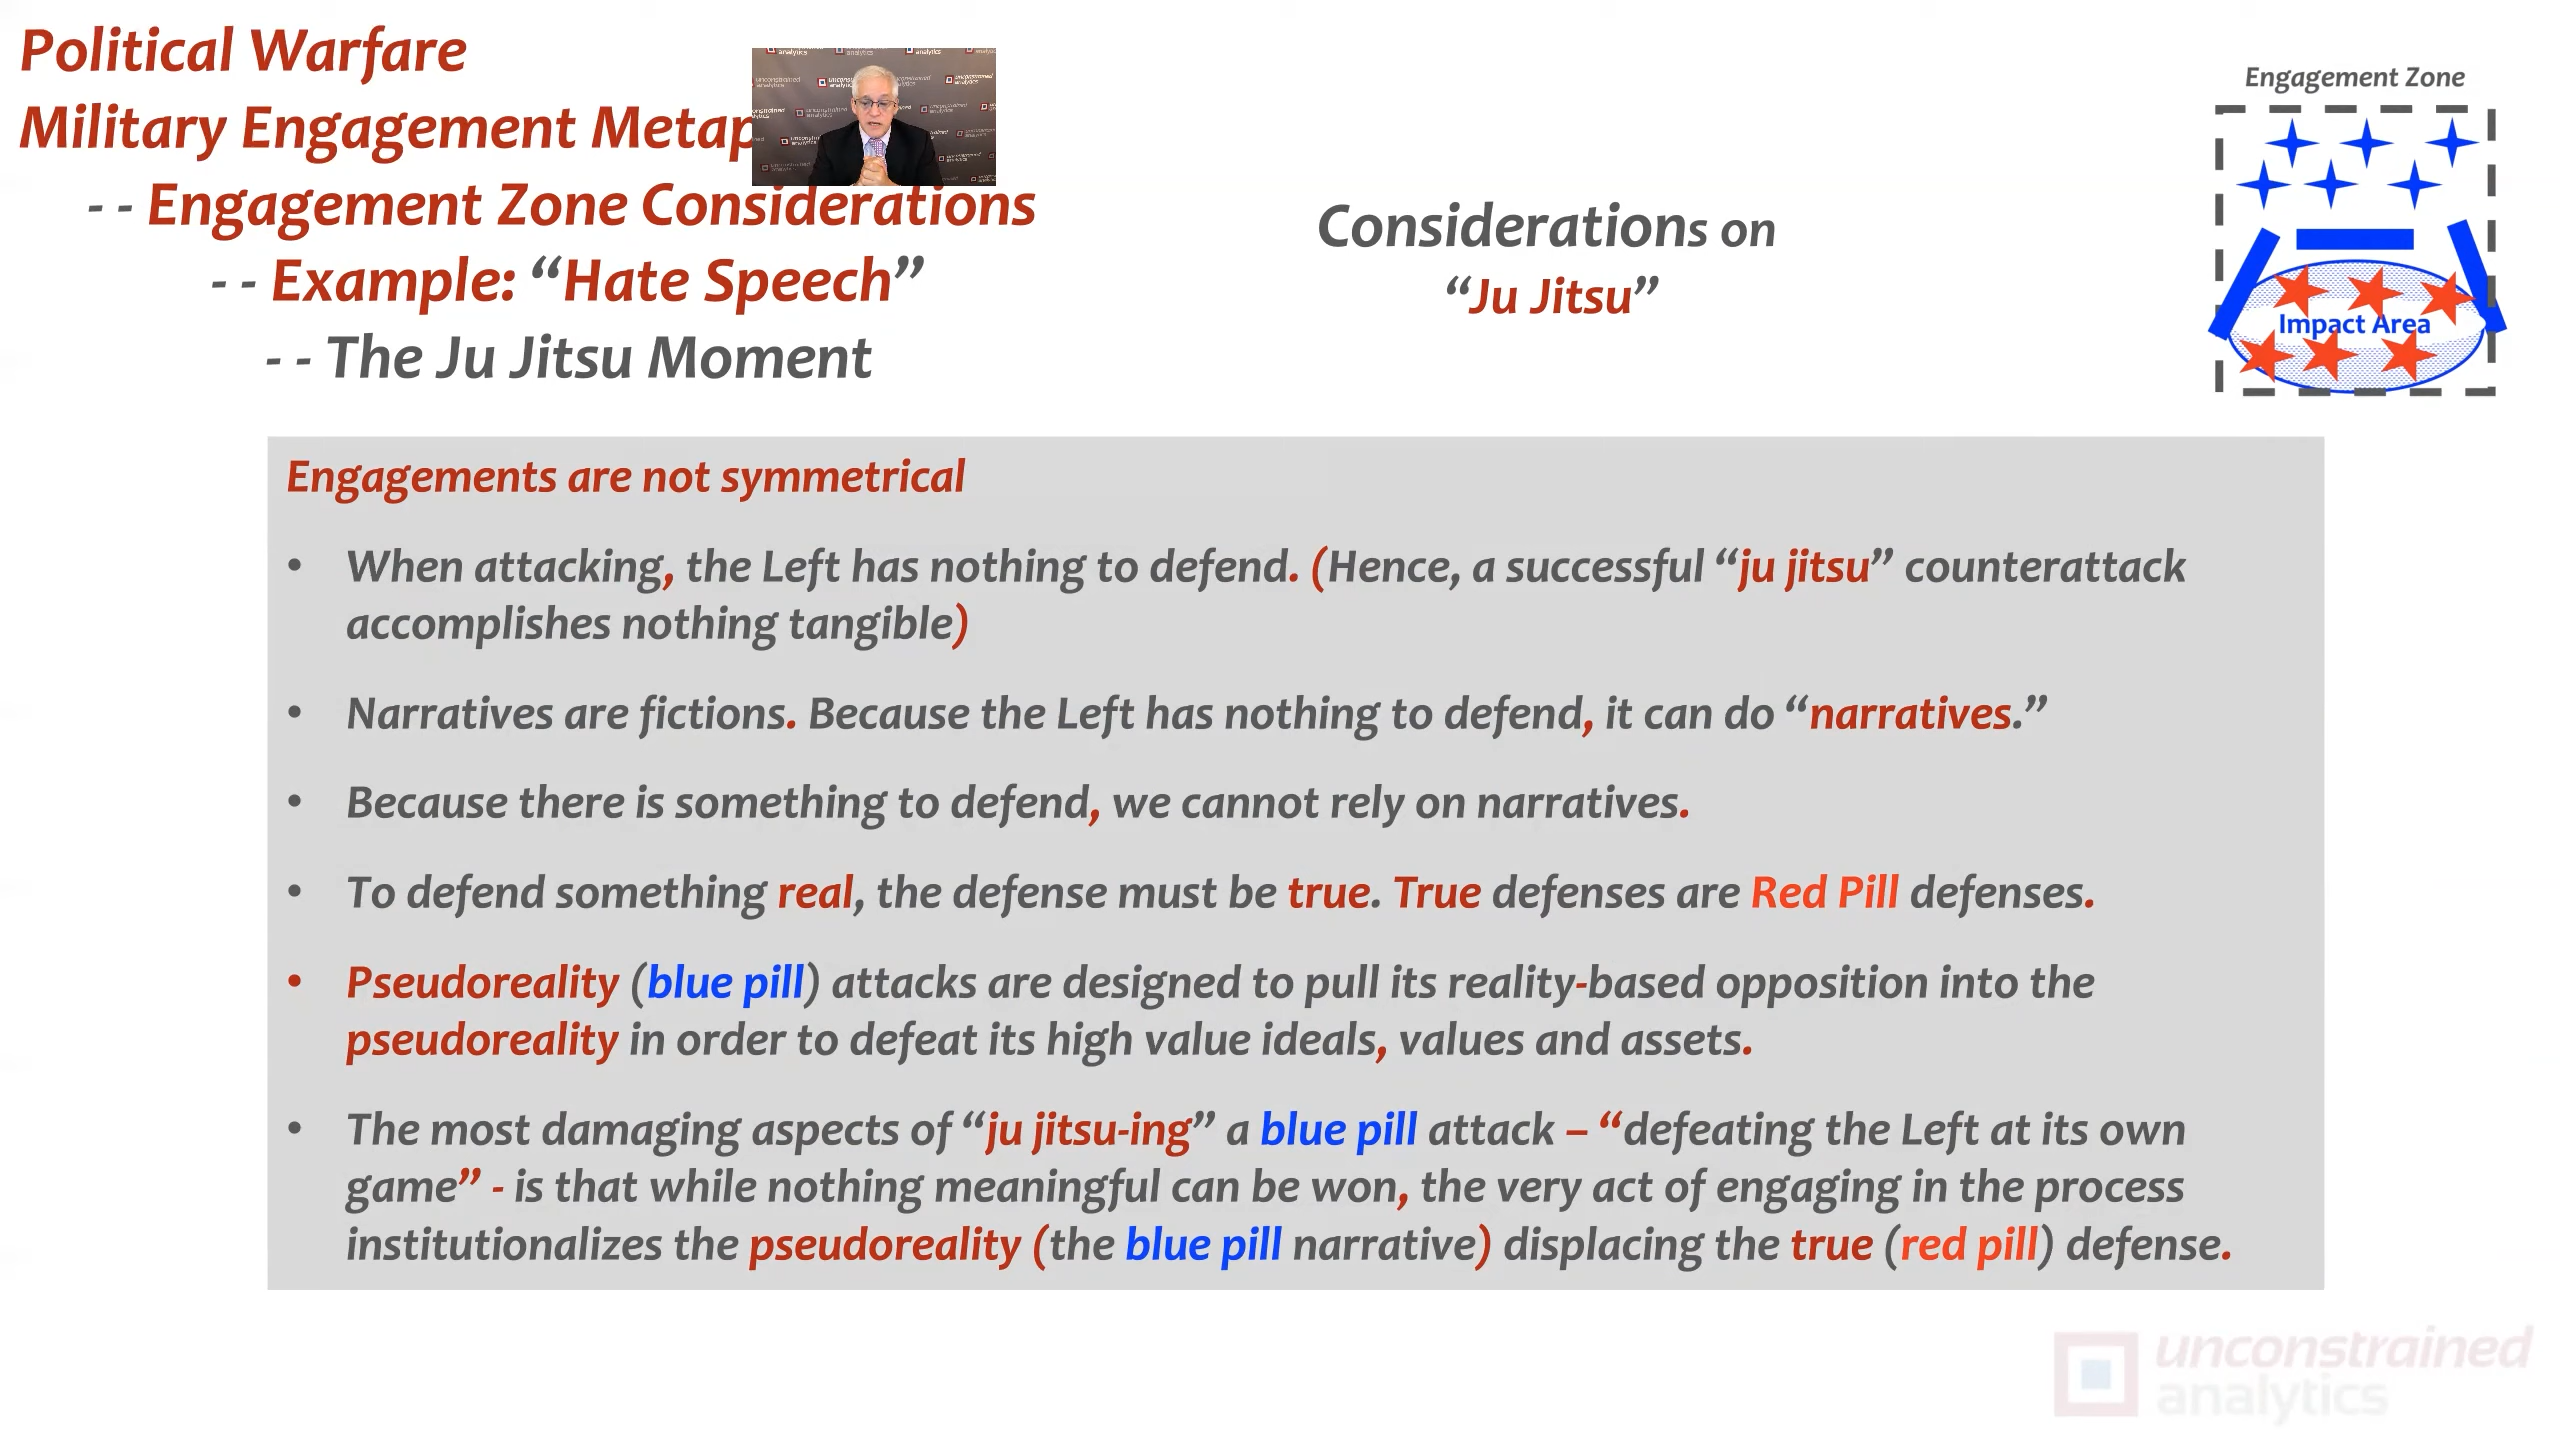 Political Warfare
Military Engagement Metap
- - Engagement Zone Considerations
- - Example: “Hate Speech”
- - The Ju Jitsu Moment
Considerations on
“Ju Jitsu”
Engagement Zone
Impact Area
Engagements are not symmetrical
• When attacking, the Left has nothing to defend. (Hence, a successful “ju jitsu” counterattack
accomplishes nothing tangible)
• Narratives are fictions. Because the Left has nothing to defend, it can do “narratives.”
• Because there is something to defend, we cannot rely on narratives.
• To defend something real, the defense must be true. True defenses are Red Pill defenses.
• Pseudoreality (blue pill) attacks are designed to pull its reality-based opposition into the
pseudoreality in order to defeat its high value ideals, values and assets.
• The most damaging aspects of “ju jitsu-ing” a blue pill attack – “defeating the Left at its own
game” - is that while nothing meaningful can be won, the very act of engaging in the process
institutionalizes the pseudoreality (the blue pill narrative) displacing the true (red pill) defense.
unconstrained
analytics